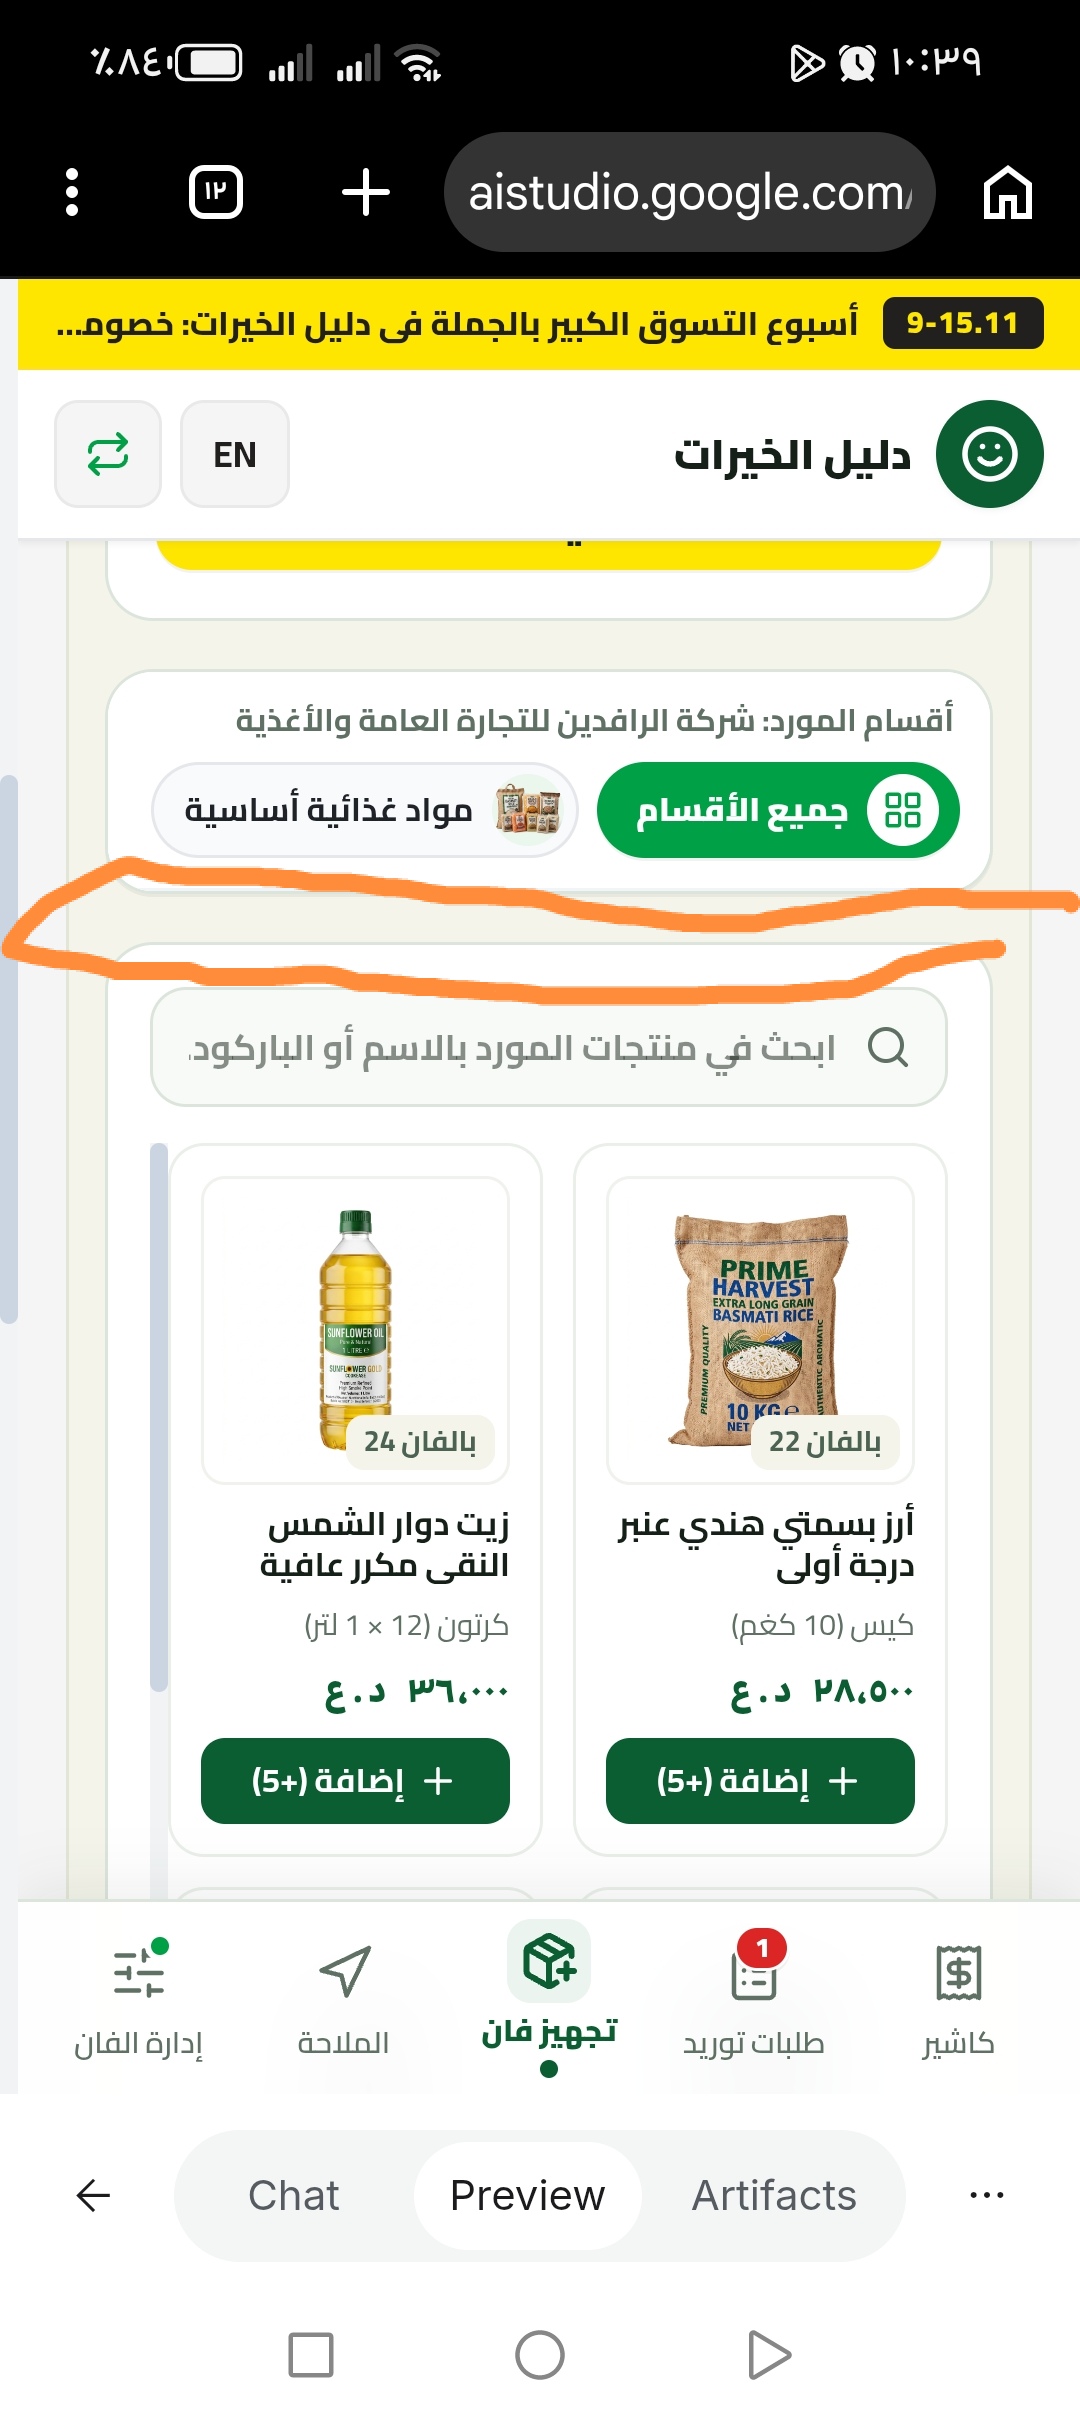 ٪٨٤
١٠:٣٩
١٢
aistudio.google.com/
9-15.11
أسبوع التسوق الكبير بالجملة في دليل الخيرات: خصوم...
دليل الخيرات
EN
أقسام المورد: شركة الرافدين للتجارة العامة والأغذية
جميع الأقسام
مواد غذائية أساسية
ابحث في منتجات المورد بالاسم أو الباركود.
PRIME
HARVEST
EXTRA LONG GRAIN
BASMATI RICE
PREMIUM QUALITY
AUTHENTIC AROMATIC
10 KG e
NET
بالفان 22
SUNFLOWER OIL
1 LITRE e
SUNFLOWER GOLD
بالفان 24
أرز بسمتي هندي عنبر
درجة أولى
كيس (10 كغم)
٢٨،٥٠٠ د.ع
+ إضافة (+5)
زيت دوار الشمس
النقي مكرر عافية
كرتون (12 × 1 لتر)
٣٦،٠٠٠ د.ع
+ إضافة (+5)
كاشير
1
طلبات توريد
تجهيز فان
الملاحة
إدارة الفان
Chat
Preview
Artifacts